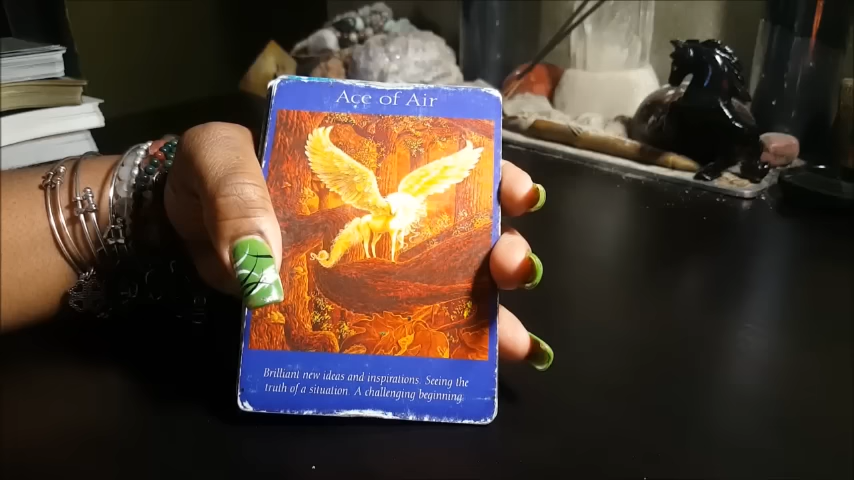 Ace of Air
Brilliant new ideas and inspirations. Seeing the
truth of a situation. A challenging beginning.